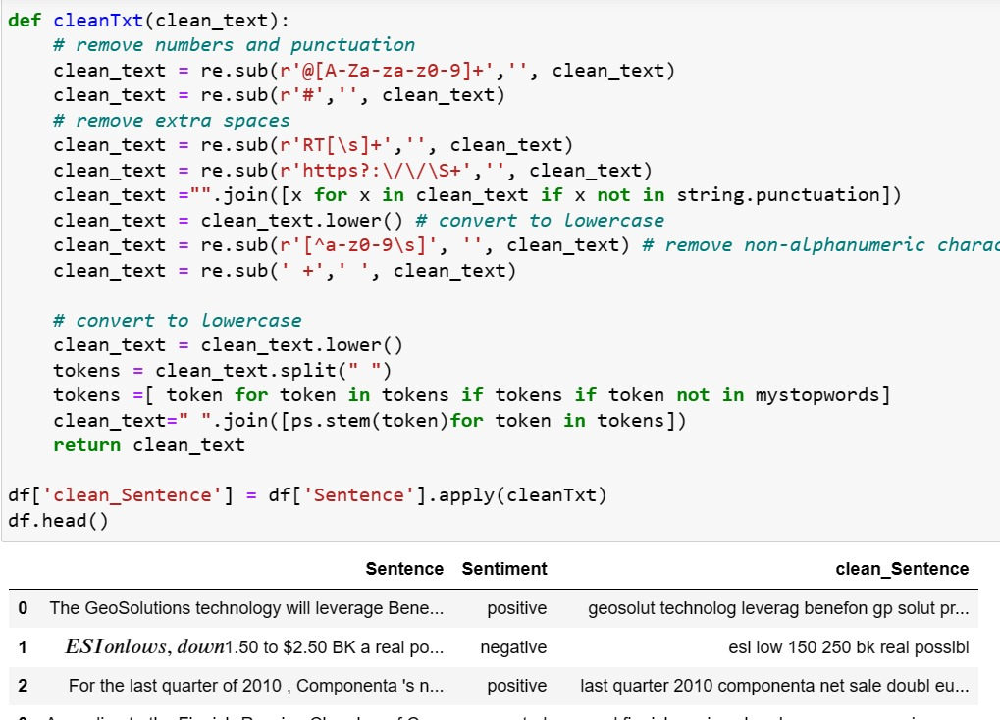 def cleanTxt(clean_text):
    # remove numbers and punctuation
    clean_text = re.sub(r'@[A-Za-za-z0-9]+','', clean_text)
    clean_text = re.sub(r'#','', clean_text)
    # remove extra spaces
    clean_text = re.sub(r'RT[\s]+','', clean_text)
    clean_text = re.sub(r'https?:\/\/\S+','', clean_text)
    clean_text ="".join([x for x in clean_text if x not in string.punctuation])
    clean_text = clean_text.lower() # convert to lowercase
    clean_text = re.sub(r'[^a-z0-9\s]', '', clean_text) # remove non-alphanumeric charac
    clean_text = re.sub(' +',' ', clean_text)
    # convert to lowercase
    clean_text = clean_text.lower()
    tokens = clean_text.split(" ")
    tokens =[ token for token in tokens if tokens if token not in mystopwords]
    clean_text=" ".join([ps.stem(token)for token in tokens])
    return clean_text
df['clean_Sentence'] = df['Sentence'].apply(cleanTxt)
df.head()
Sentence Sentiment clean_Sentence
0 The GeoSolutions technology will leverage Bene... positive geosolut technolog leverag benefon gp solut pr...
1 ESIonlows, down1.50 to $2.50 BK a real po... negative esi low 150 250 bk real possibl
2 For the last quarter of 2010 , Componenta 's n... positive last quarter 2010 componenta net sale doubl eu...